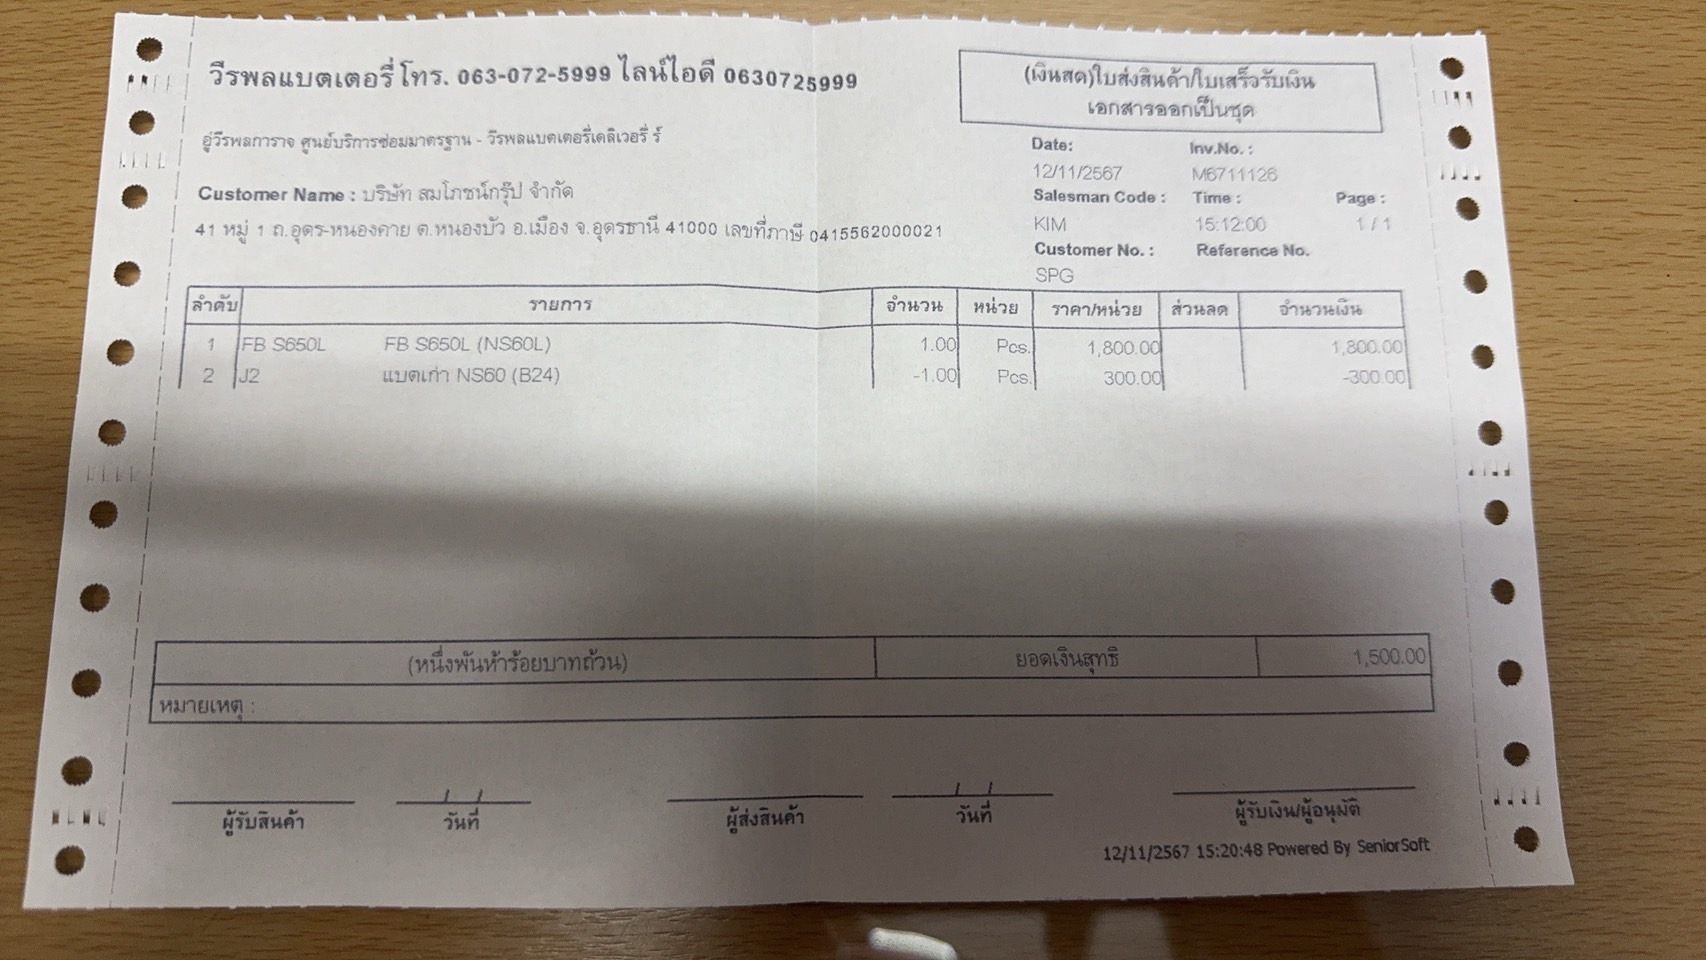 วีรพลแบตเตอรี่ โทร. 063-072-5999 ไลน์ไอดี 0630725999
(เงินสด)ใบส่งสินค้า/ใบเสร็จรับเงิน
เอกสารออกเป็นชุด
อู่วีรพลการาจ ศูนย์บริการซ่อมมาตรฐาน - วีรพลแบตเตอรี่เดลิเวอรี่ ร์
Date: Inv.No. :
12/11/2567 M6711126
Customer Name : บริษัท สมโภชน์กรุ๊ป จำกัด
Salesman Code : Time : Page :
41 หมู่ 1 ถ.อุดร-หนองคาย ต.หนองบัว อ.เมือง จ.อุดรธานี 41000 เลขที่ภาษี 0415562000021
KIM 15:12:00 1 / 1
Customer No. : Reference No.
SPG
ลำดับ รายการ จำนวน หน่วย ราคา/หน่วย ส่วนลด จำนวนเงิน
1 FB S650L FB S650L (NS60L) 1.00 Pcs. 1,800.00 1,800.00
2 J2 แบตเก่า NS60 (B24) -1.00 Pcs. 300.00 -300.00
(หนึ่งพันห้าร้อยบาทถ้วน) ยอดเงินสุทธิ 1,500.00
หมายเหตุ :
/ / / /
ผู้รับสินค้า วันที่ ผู้ส่งสินค้า วันที่ ผู้รับเงิน/ผู้อนุมัติ
12/11/2567 15:20:48 Powered By SeniorSoft